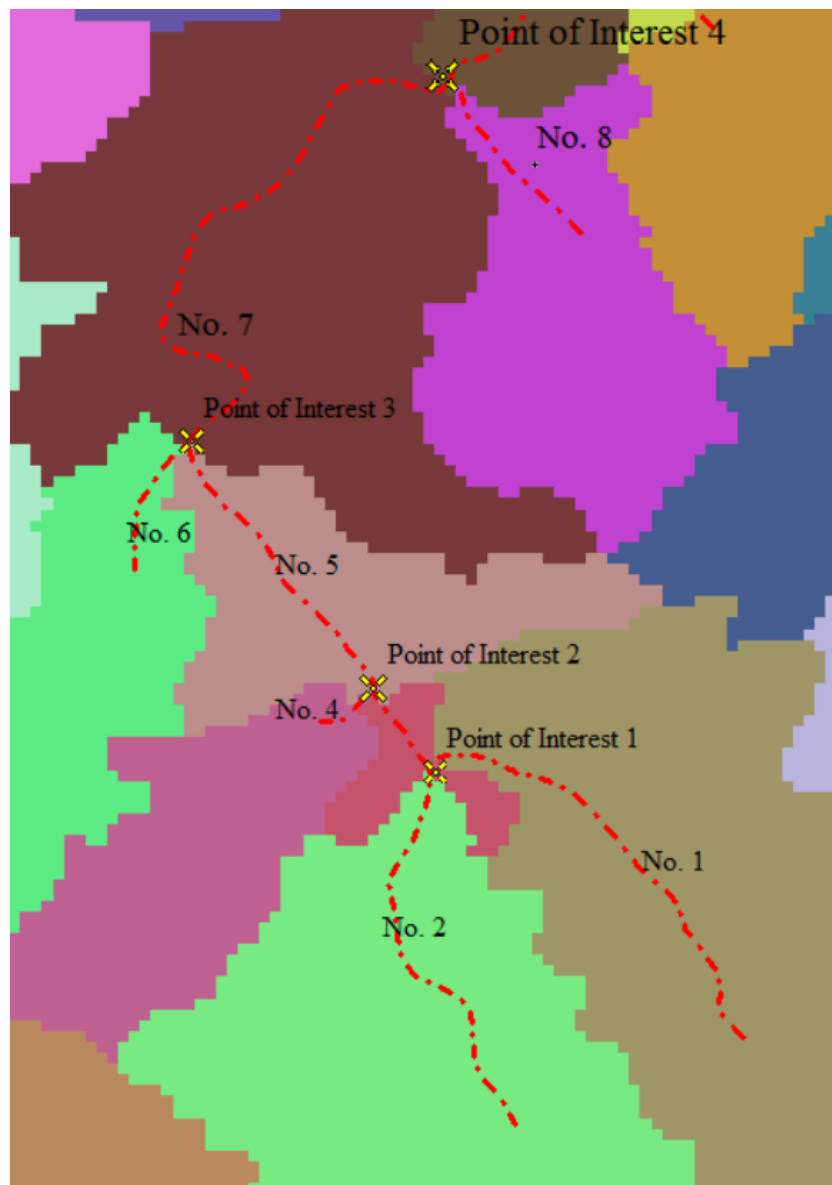 Point of Interest 4
No. 8
No. 7
Point of Interest 3
No. 6
No. 5
Point of Interest 2
No. 4
Point of Interest 1
No. 1
No. 2